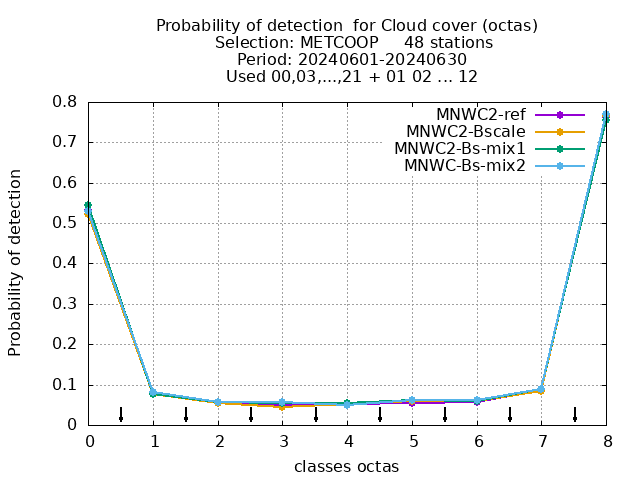 Probability of detection  for Cloud cover (octas)
Selection: METCOOP     48 stations
Period: 20240601-20240630
Used 00,03,...,21 + 01 02 ... 12
MNWC2-ref
MNWC2-Bscale
MNWC2-Bs-mix1
MNWC-Bs-mix2
Probability of detection
0.8
0.7
0.6
0.5
0.4
0.3
0.2
0.1
0
0 1 2 3 4 5 6 7 8
classes octas